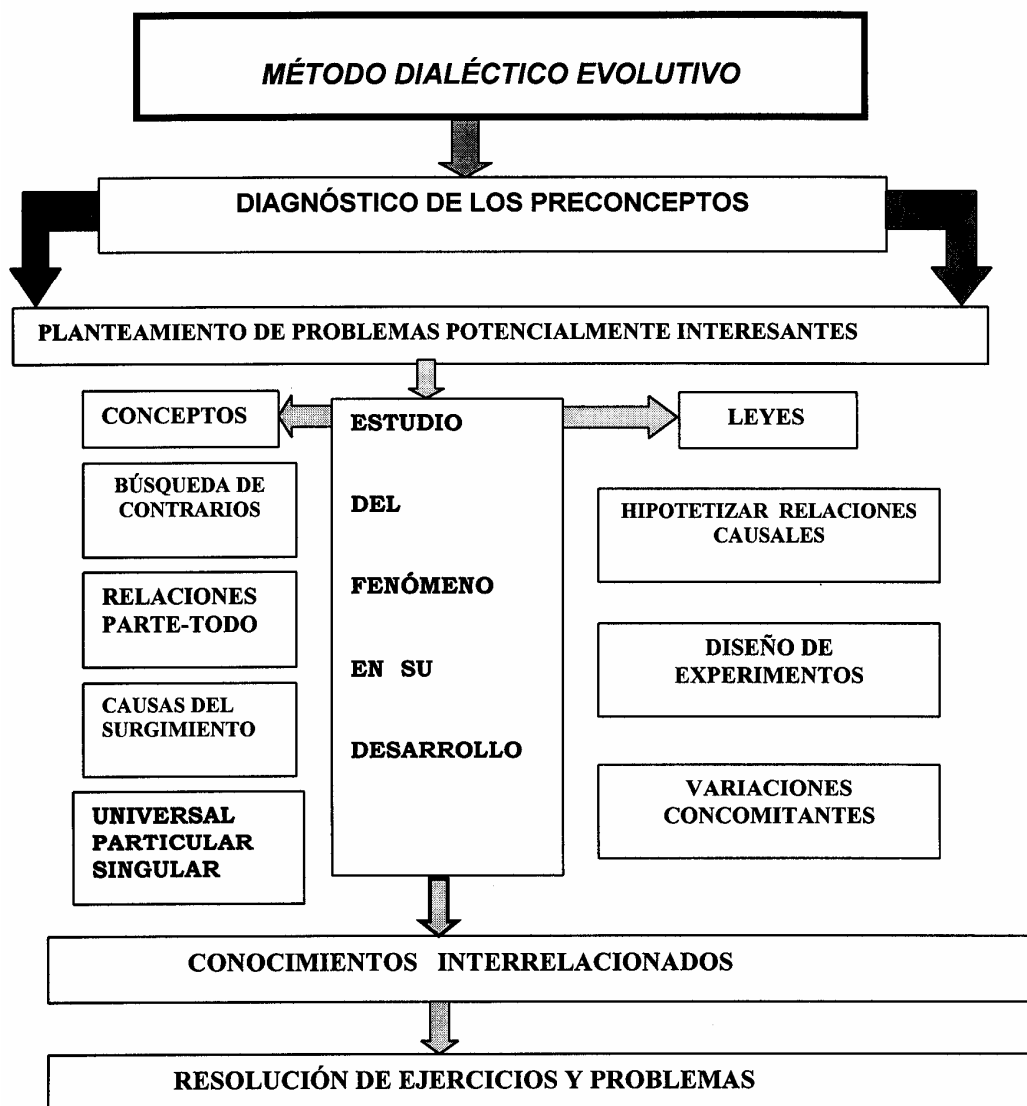 MÉTODO DIALÉCTICO EVOLUTIVO
DIAGNÓSTICO DE LOS PRECONCEPTOS
PLANTEAMIENTO DE PROBLEMAS POTENCIALMENTE INTERESANTES
CONCEPTOS
BÚSQUEDA DE
CONTRARIOS
RELACIONES
PARTE-TODO
CAUSAS DEL
SURGIMIENTO
UNIVERSAL
PARTICULAR
SINGULAR
ESTUDIO
DEL
FENÓMENO
EN SU
DESARROLLO
LEYES
HIPOTETIZAR RELACIONES
CAUSALES
DISEÑO DE
EXPERIMENTOS
VARIACIONES
CONCOMITANTES
CONOCIMIENTOS INTERRELACIONADOS
RESOLUCIÓN DE EJERCICIOS Y PROBLEMAS